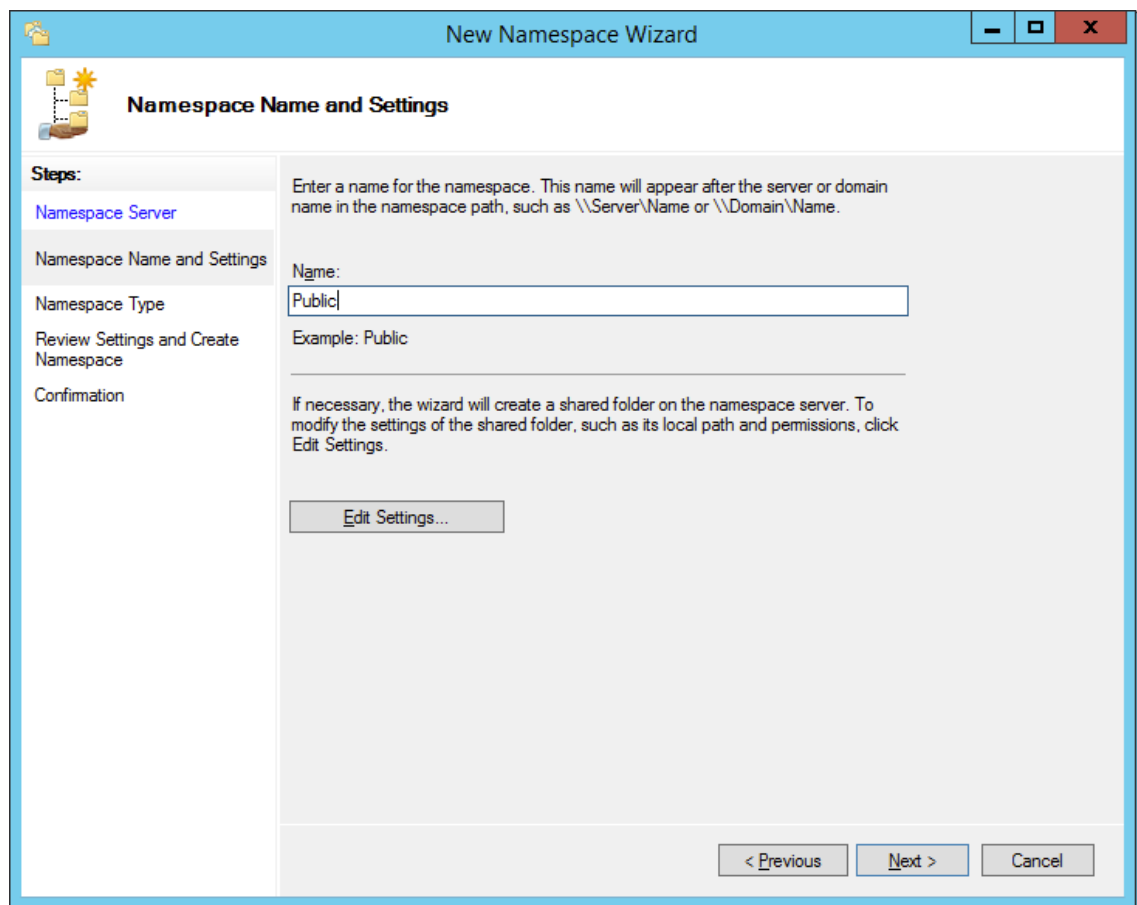 New Namespace Wizard
Namespace Name and Settings
Steps:
Namespace Server
Namespace Name and Settings
Namespace Type
Review Settings and Create
Namespace
Confirmation
Enter a name for the namespace. This name will appear after the server or domain
name in the namespace path, such as \\Server\Name or \\Domain\Name.
Name:
Public
Example: Public
If necessary, the wizard will create a shared folder on the namespace server. To
modify the settings of the shared folder, such as its local path and permissions, click
Edit Settings.
Edit Settings...
< Previous
Next >
Cancel